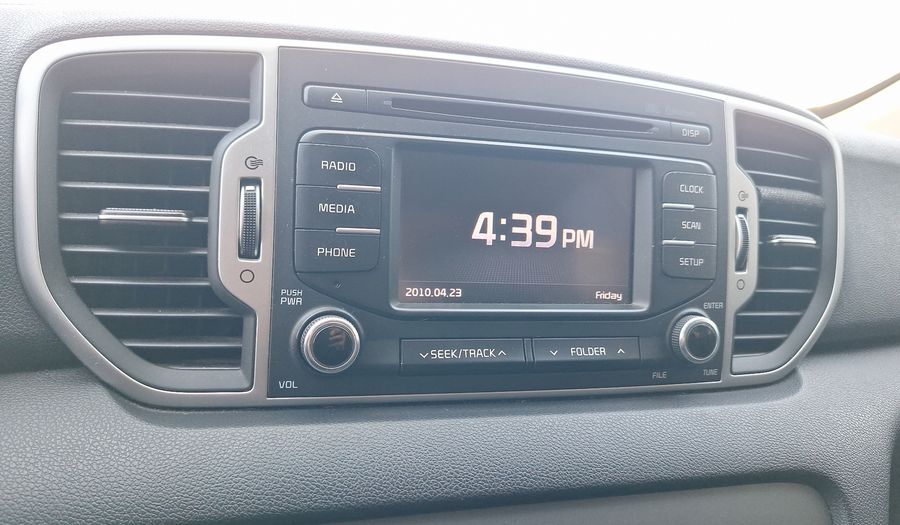 DISP
RADIO
MEDIA
PHONE
4:39 PM
2010.04.23 Friday
CLOCK
SCAN
SETUP
PUSH
PWR
VOL
SEEK/TRACK
FOLDER
ENTER
FILE
TUNE